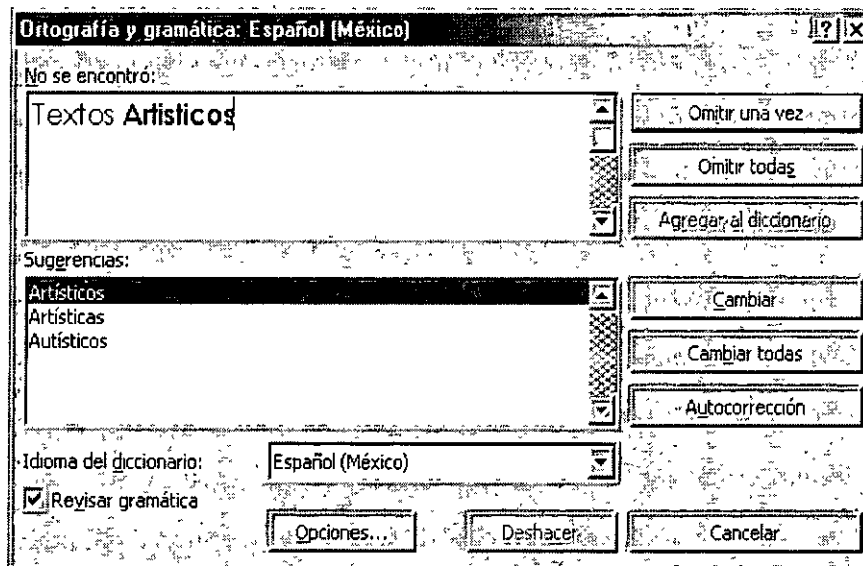 Ortografía y gramática: Español (México)
No se encontró:
Textos Artisticos
Omitir una vez
Omitir todas
Agregar al diccionario
Sugerencias:
Artísticos
Artísticas
Autísticos
Cambiar
Cambiar todas
Autocorrección
Idioma del diccionario:
Español (México)
Revisar gramática
Opciones...
Deshacer
Cancelar